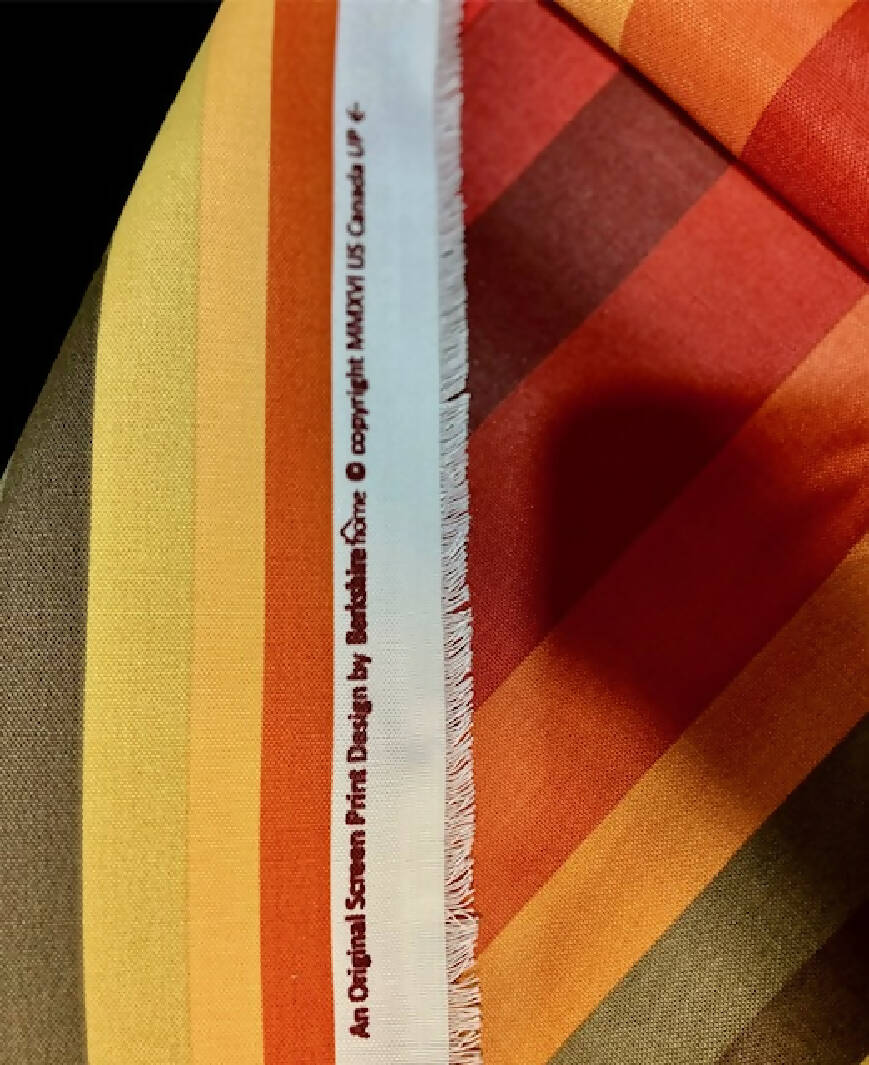 An Original Screen Print Design by Berkshire home © copyright MMXVI US Canada UP ←